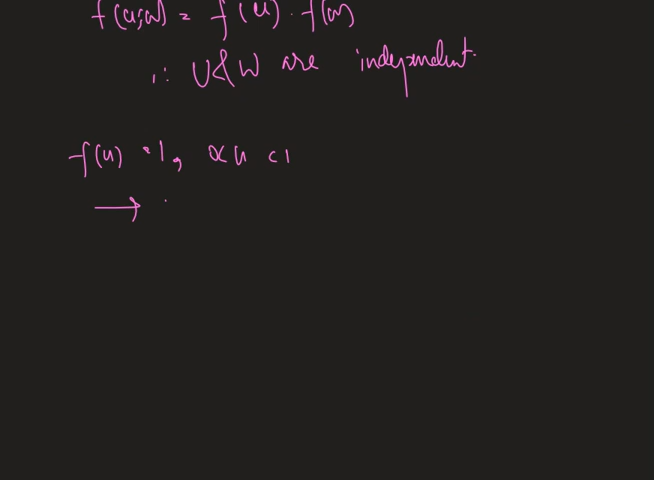 f(u,w) = f(u) · f(w)
∴ U & W are independent.
f(u) = 1, 0<u<1
→